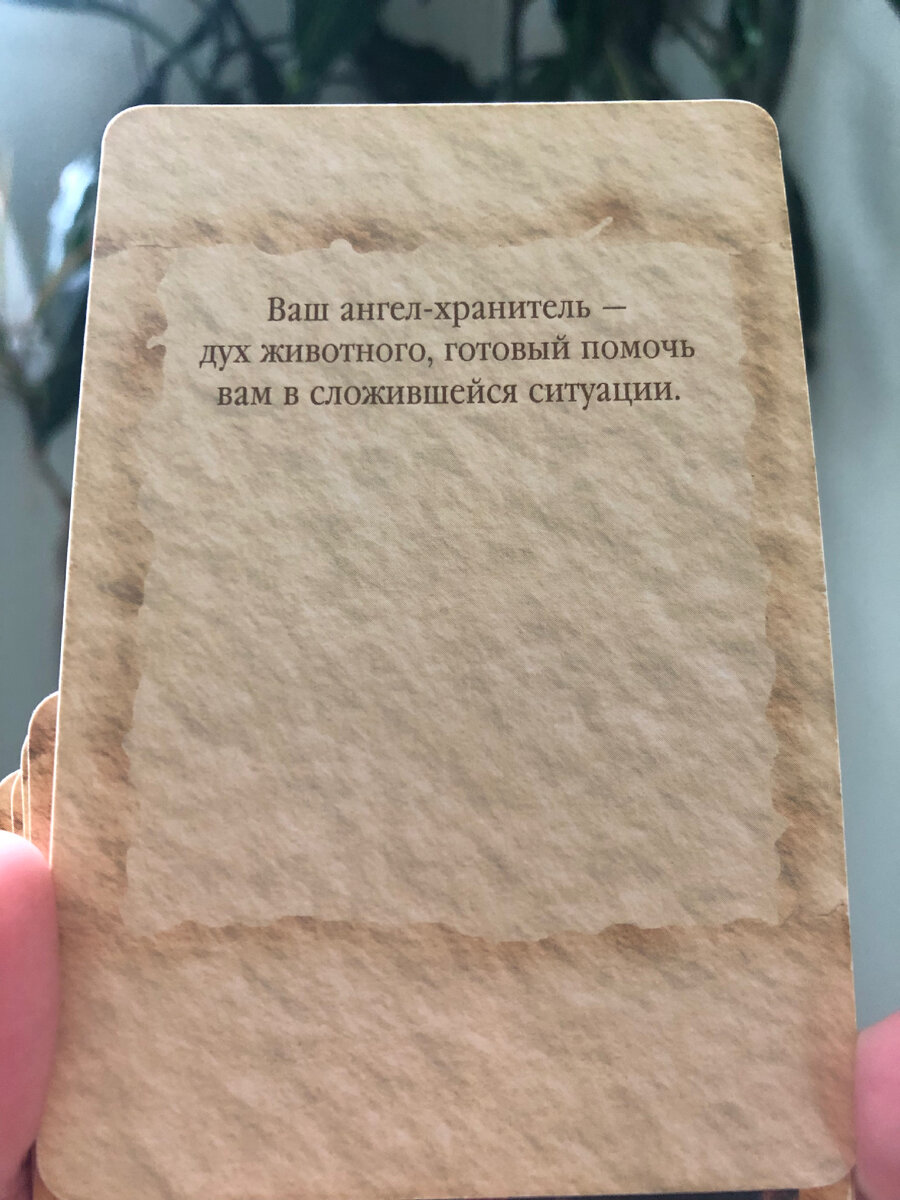 Ваш ангел-хранитель —
дух животного, готовый помочь
вам в сложившейся ситуации.